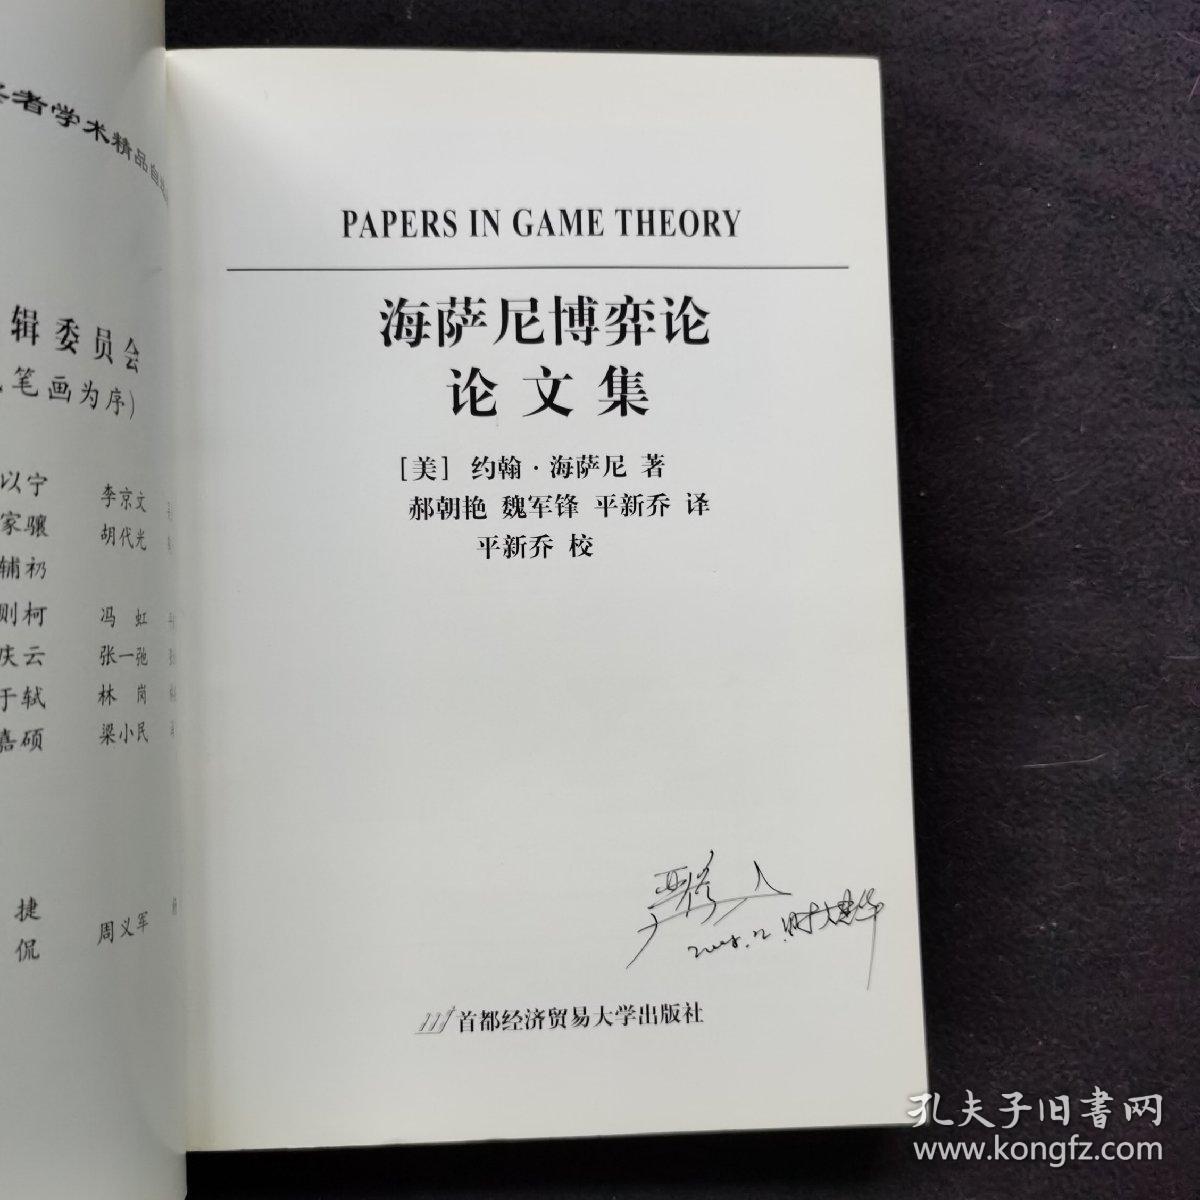 者学术精品自
辑委员会
笔画为序)
以宁 李京文
家骧 胡代光
辅礽
则柯 冯虹
庆云 张一弛
于轼 林岗
嘉硕 梁小民
捷
侃 周义军
PAPERS IN GAME THEORY
海萨尼博弈论
论文集
[美] 约翰·海萨尼 著
郝朝艳 魏军锋 平新乔 译
平新乔 校
首都经济贸易大学出版社
孔夫子旧书网
www.kongfz.com